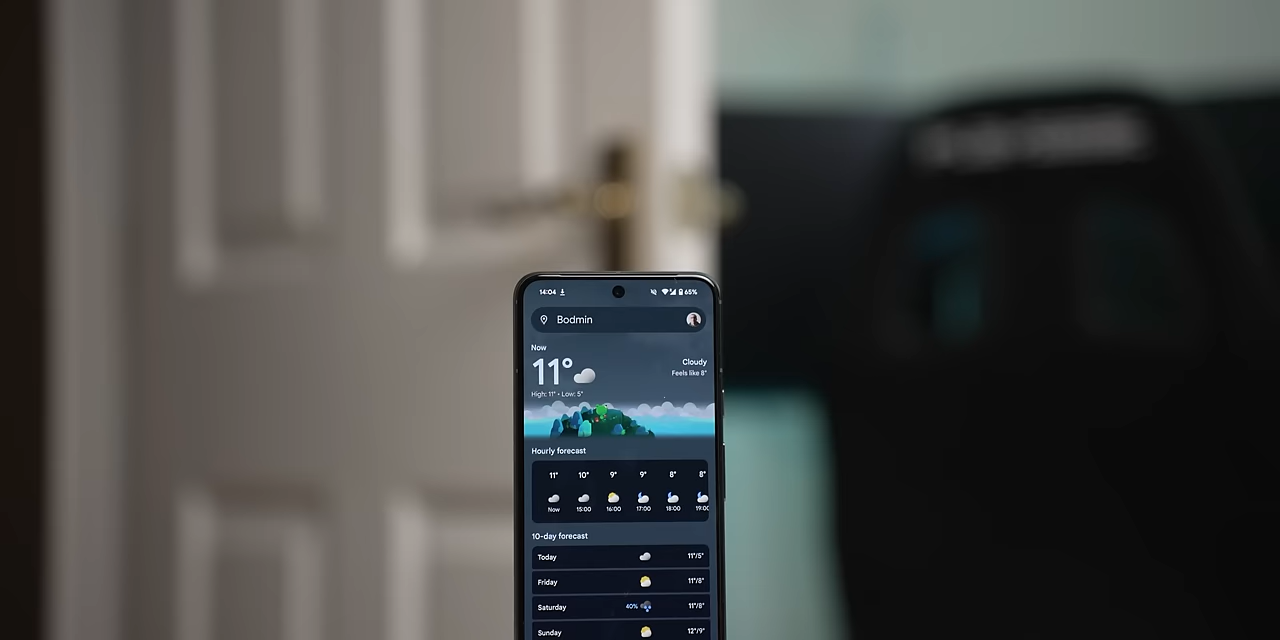 14:04 65%
Bodmin
Now
11° Cloudy
Feels like 8°
High: 11° • Low: 5°
Hourly forecast
11° 10° 9° 9° 8° 8°
Now 15:00 16:00 17:00 18:00 19:00
10-day forecast
Today 11°/5°
Friday 11°/8°
Saturday 40% 11°/8°
Sunday 12°/9°